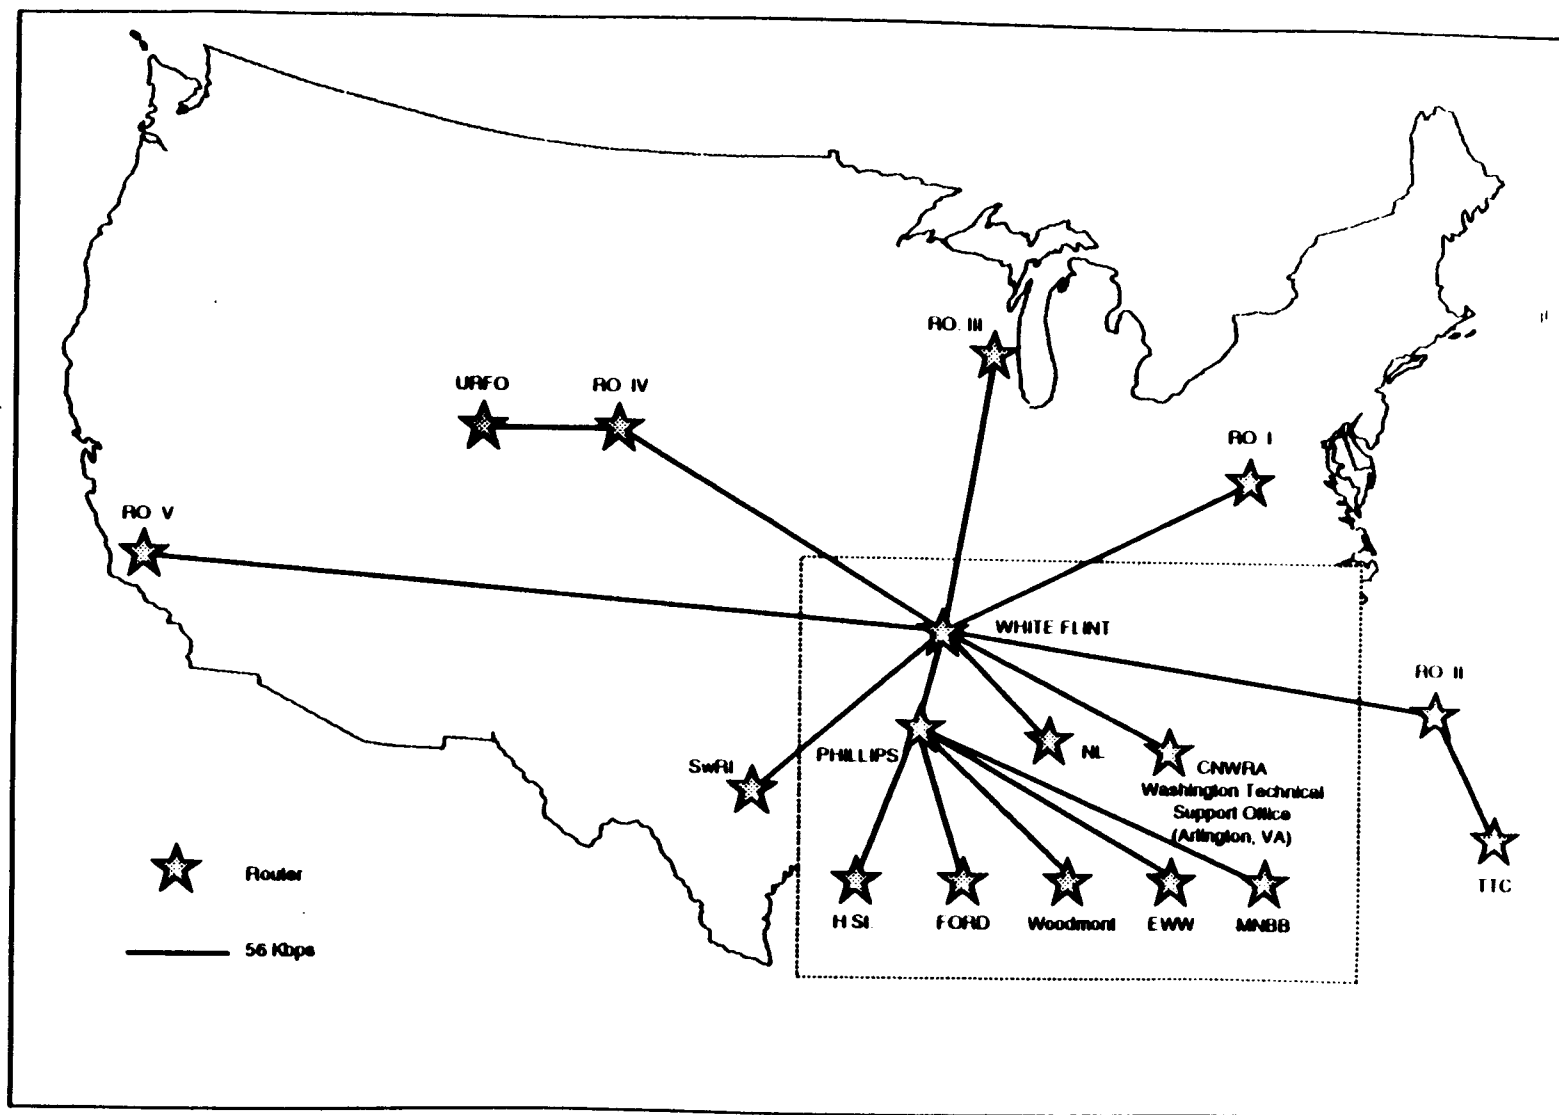 RO. III
URFO
RO IV
RO I
RO V
WHITE FLINT
RO II
PHILLIPS
NL
SwRI
CNWRA
Washington Technical
Support Office
(Arlington, VA)
Router
TTC
H.St.
FORD
Woodmont
EWW
MNBB
56 Kbps